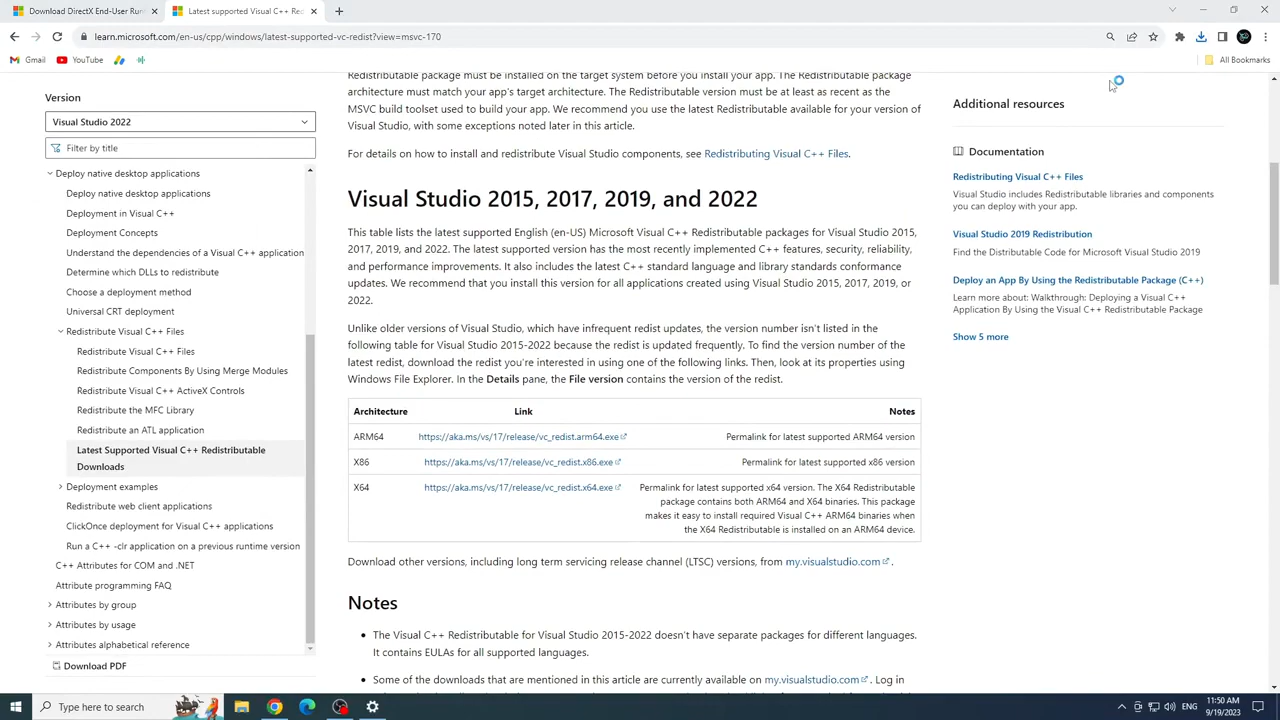 Download DirectX End-User Run
Latest supported Visual C++ Rec
learn.microsoft.com/en-us/cpp/windows/latest-supported-vc-redist?view=msvc-170
Gmail
YouTube
All Bookmarks
Version
Visual Studio 2022
Filter by title
Deploy native desktop applications
Deploy native desktop applications
Deployment in Visual C++
Deployment Concepts
Understand the dependencies of a Visual C++ application
Determine which DLLs to redistribute
Choose a deployment method
Universal CRT deployment
Redistribute Visual C++ Files
Redistribute Visual C++ Files
Redistribute Components By Using Merge Modules
Redistribute Visual C++ ActiveX Controls
Redistribute the MFC Library
Redistribute an ATL application
Latest Supported Visual C++ Redistributable
Downloads
Deployment examples
Redistribute web client applications
ClickOnce deployment for Visual C++ applications
Run a C++ -clr application on a previous runtime version
C++ Attributes for COM and .NET
Attribute programming FAQ
Attributes by group
Attributes by usage
Attributes alphabetical reference
Download PDF
Redistributable package must be installed on the target system before you install your app. The Redistributable package
architecture must match your app's target architecture. The Redistributable version must be at least as recent as the
MSVC build toolset used to build your app. We recommend you use the latest Redistributable available for your version of
Visual Studio, with some exceptions noted later in this article.
For details on how to install and redistribute Visual Studio components, see Redistributing Visual C++ Files.
Visual Studio 2015, 2017, 2019, and 2022
This table lists the latest supported English (en-US) Microsoft Visual C++ Redistributable packages for Visual Studio 2015,
2017, 2019, and 2022. The latest supported version has the most recently implemented C++ features, security, reliability,
and performance improvements. It also includes the latest C++ standard language and library standards conformance
updates. We recommend that you install this version for all applications created using Visual Studio 2015, 2017, 2019, or
2022.
Unlike older versions of Visual Studio, which have infrequent redist updates, the version number isn't listed in the
following table for Visual Studio 2015-2022 because the redist is updated frequently. To find the version number of the
latest redist, download the redist you're interested in using one of the following links. Then, look at its properties using
Windows File Explorer. In the Details pane, the File version contains the version of the redist.
Architecture Link Notes
ARM64 https://aka.ms/vs/17/release/vc_redist.arm64.exe Permalink for latest supported ARM64 version
X86 https://aka.ms/vs/17/release/vc_redist.x86.exe Permalink for latest supported x86 version
X64 https://aka.ms/vs/17/release/vc_redist.x64.exe Permalink for latest supported x64 version. The X64 Redistributable
package contains both ARM64 and X64 binaries. This package
makes it easy to install required Visual C++ ARM64 binaries when
the X64 Redistributable is installed on an ARM64 device.
Download other versions, including long term servicing release channel (LTSC) versions, from my.visualstudio.com.
Notes
The Visual C++ Redistributable for Visual Studio 2015-2022 doesn't have separate packages for different languages.
It contains EULAs for all supported languages.
Some of the downloads that are mentioned in this article are currently available on my.visualstudio.com. Log in
Additional resources
Documentation
Redistributing Visual C++ Files
Visual Studio includes Redistributable libraries and components
you can deploy with your app.
Visual Studio 2019 Redistribution
Find the Distributable Code for Microsoft Visual Studio 2019
Deploy an App By Using the Redistributable Package (C++)
Learn more about: Walkthrough: Deploying a Visual C++
Application By Using the Visual C++ Redistributable Package
Show 5 more
Type here to search
ENG
11:50 AM
9/19/2023